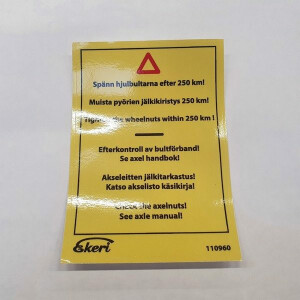 Spänn hjulbultarna efter 250 km!
Muista pyörien jälkikiristys 250 km!
the wheelnuts within 250 km !
Efterkontroll av bultförband!
Se axel handbok!
Akseleitten jälkitarkastus!
Katso akselisto käsikirja!
Check the axelnuts!
See axle manual!
Ekeri
110960